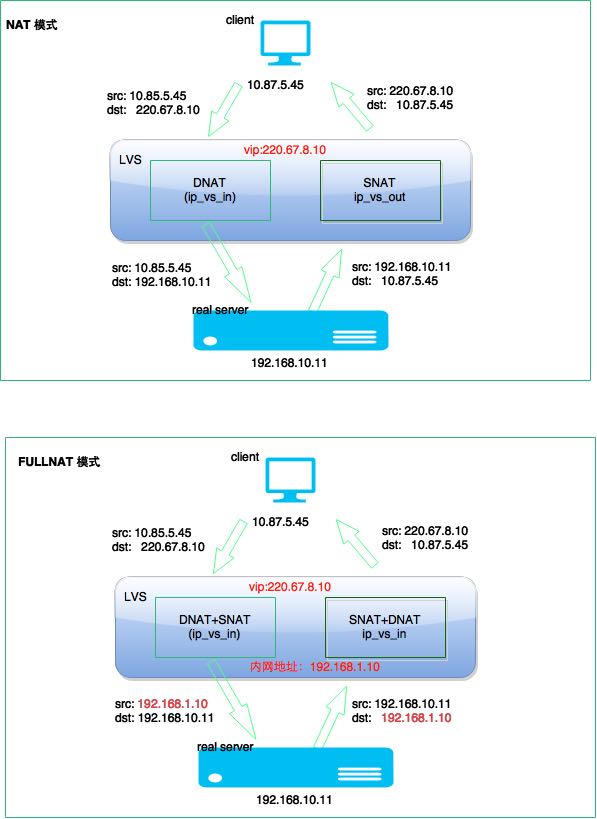 NAT 模式
client
10.87.5.45
src: 10.85.5.45
dst: 220.67.8.10
src: 220.67.8.10
dst: 10.87.5.45
vip:220.67.8.10
LVS
DNAT
(ip_vs_in)
SNAT
ip_vs_out
src: 10.85.5.45
dst: 192.168.10.11
src: 192.168.10.11
dst: 10.87.5.45
real server
192.168.10.11
FULLNAT 模式
client
10.87.5.45
src: 10.85.5.45
dst: 220.67.8.10
src: 220.67.8.10
dst: 10.87.5.45
vip:220.67.8.10
LVS
DNAT+SNAT
(ip_vs_in)
SNAT+DNAT
ip_vs_in
内网地址：192.168.1.10
src: 192.168.1.10
dst: 192.168.10.11
src: 192.168.10.11
dst: 192.168.1.10
real server
192.168.10.11